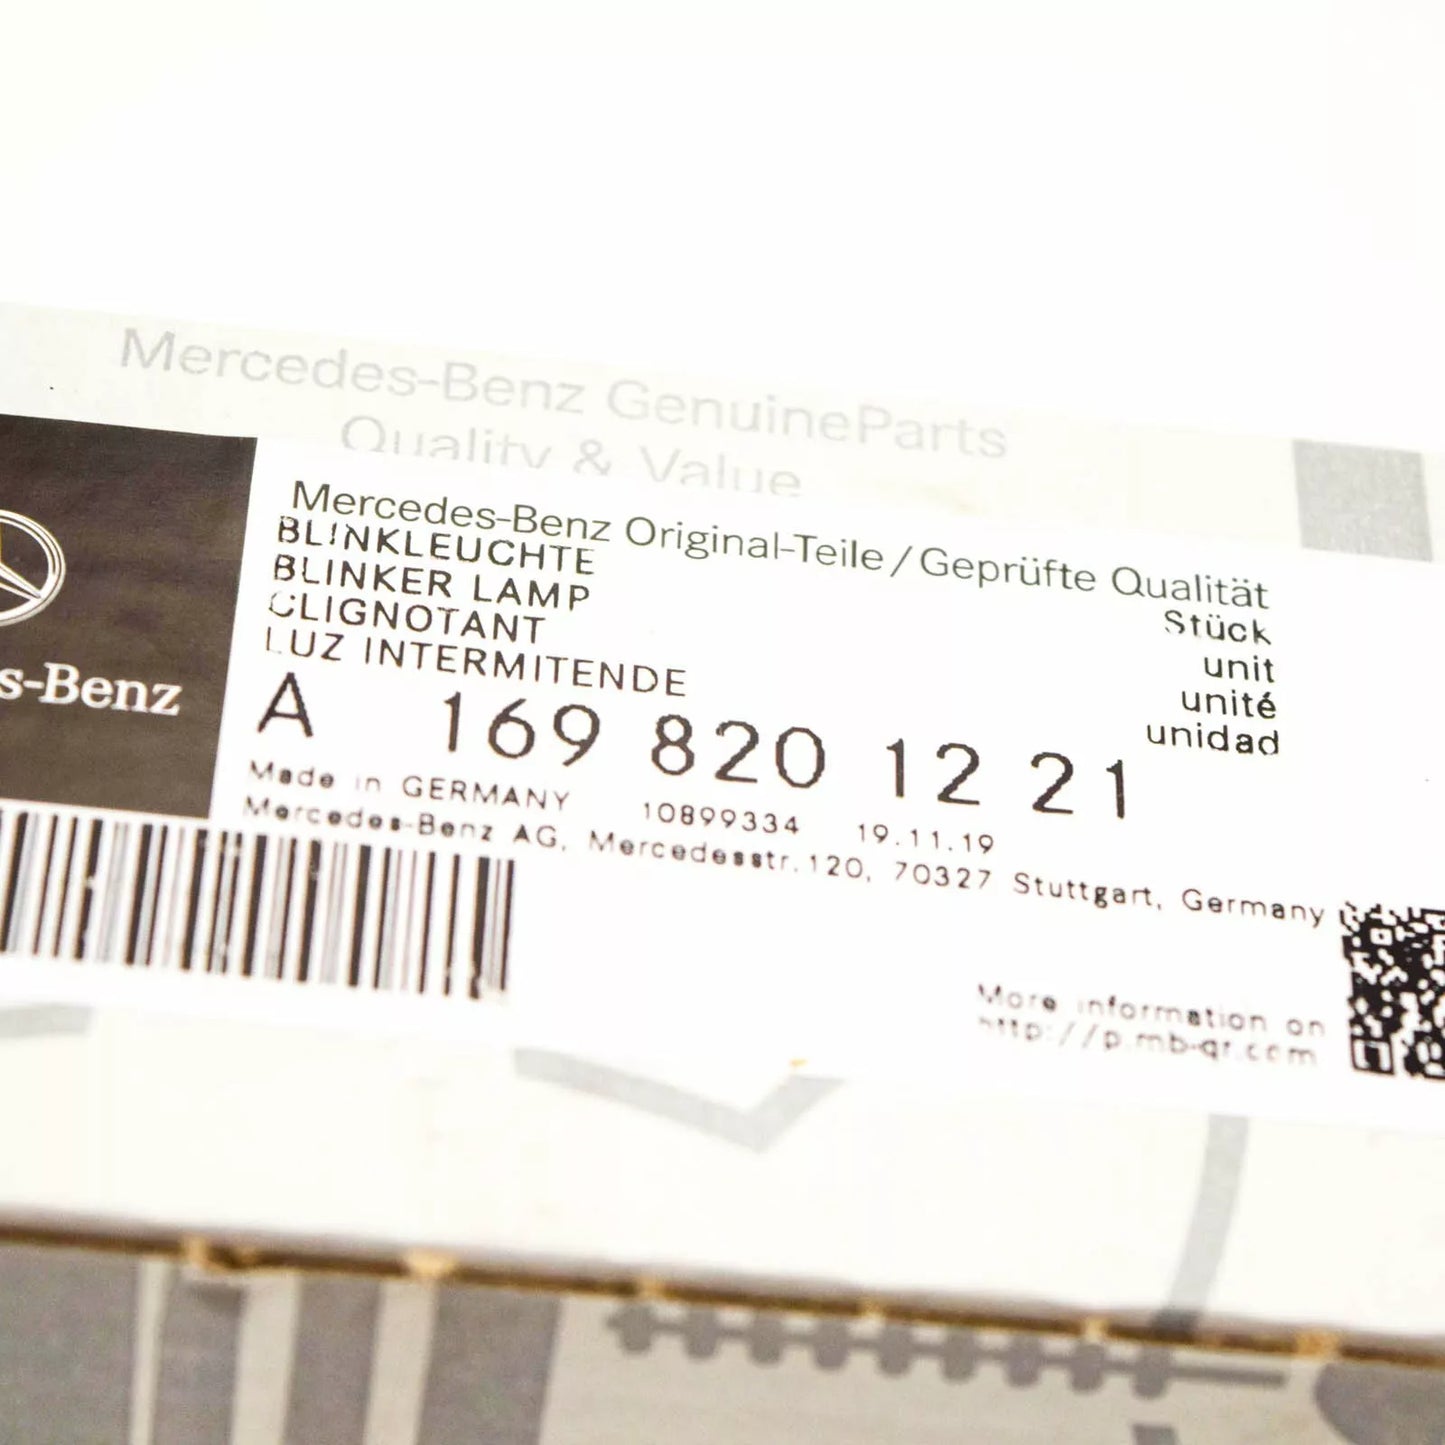 Mercedes-Benz GenuineParts
Quality & Value
Mercedes-Benz Original-Teile / Geprüfte Qualität
BLINKLEUCHTE
BLINKER LAMP
CLIGNOTANT
LUZ INTERMITENDE
Stück
unit
unité
unidad
s-Benz
A 169 820 12 21
Made in GERMANY 10899334 19.11.19
Mercedes-Benz AG, Mercedesstr.120, 70327 Stuttgart, Germany
More information on
http://p.mb-qr.com